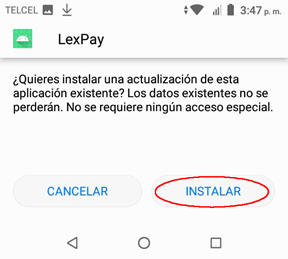 TELCEL 3:47 p. m.
LexPay
¿Quieres instalar una actualización de esta
aplicación existente? Los datos existentes no se
perderán. No se requiere ningún acceso especial.
CANCELAR INSTALAR